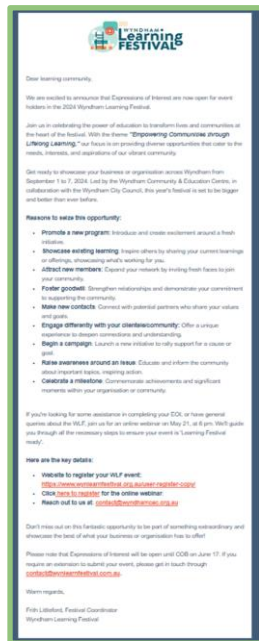 WYNDHAM
Learning
FESTIVAL
Dear learning community,
We are excited to announce that Expressions of Interest are now open for event
holders in the 2024 Wyndham Learning Festival.
Join us in celebrating the power of education to transform lives and communities at
the heart of the festival. With the theme "Empowering Communities through
Lifelong Learning," our focus is on providing diverse opportunities that cater to the
needs, interests, and aspirations of our vibrant community.
Get ready to showcase your business or organisation across Wyndham from
September 1 to 7, 2024. Led by the Wyndham Community & Education Centre, in
collaboration with the Wyndham City Council, this year's festival is set to be bigger
and better than ever before.
Reasons to seize this opportunity:
• Promote a new program: Introduce and create excitement around a fresh
initiative.
• Showcase existing learning: Inspire others by sharing your current learnings
or offerings, showcasing what's working for you.
• Attract new members: Expand your network by inviting fresh faces to join
your community.
• Foster goodwill: Strengthen relationships and demonstrate your commitment
to supporting the community.
• Make new contacts: Connect with potential partners who share your values
and goals.
• Engage differently with your clientele/community: Offer a unique
experience to deepen connections and understanding.
• Begin a campaign: Launch a new initiative to rally support for a cause or
goal.
• Raise awareness around an issue: Educate and inform the community
about important topics, inspiring action.
• Celebrate a milestone: Commemorate achievements and significant
moments within your organisation or community.
If you're looking for some assistance in completing your EOI, or have general
queries about the WLF, join us for an online webinar on May 21, at 6 pm. We'll guide
you through all the necessary steps to ensure your event is 'Learning Festival
ready'.
Here are the key details:
• Website to register your WLF event:
https://www.wynlearnfestival.org.au/user-register-copy/
• Click here to register for the online webinar
• Reach out to us at: contact@wyndhamcec.org.au
Don't miss out on this fantastic opportunity to be part of something extraordinary and
showcase the best of what your business or organisation has to offer!
Please note that Expressions of Interest will be open until COB on June 17. If you
require an extension to submit your event, please get in touch through
contact@wynlearnfestival.com.au.
Warm regards,
Frith Littleford, Festival Coordinator
Wyndham Learning Festival